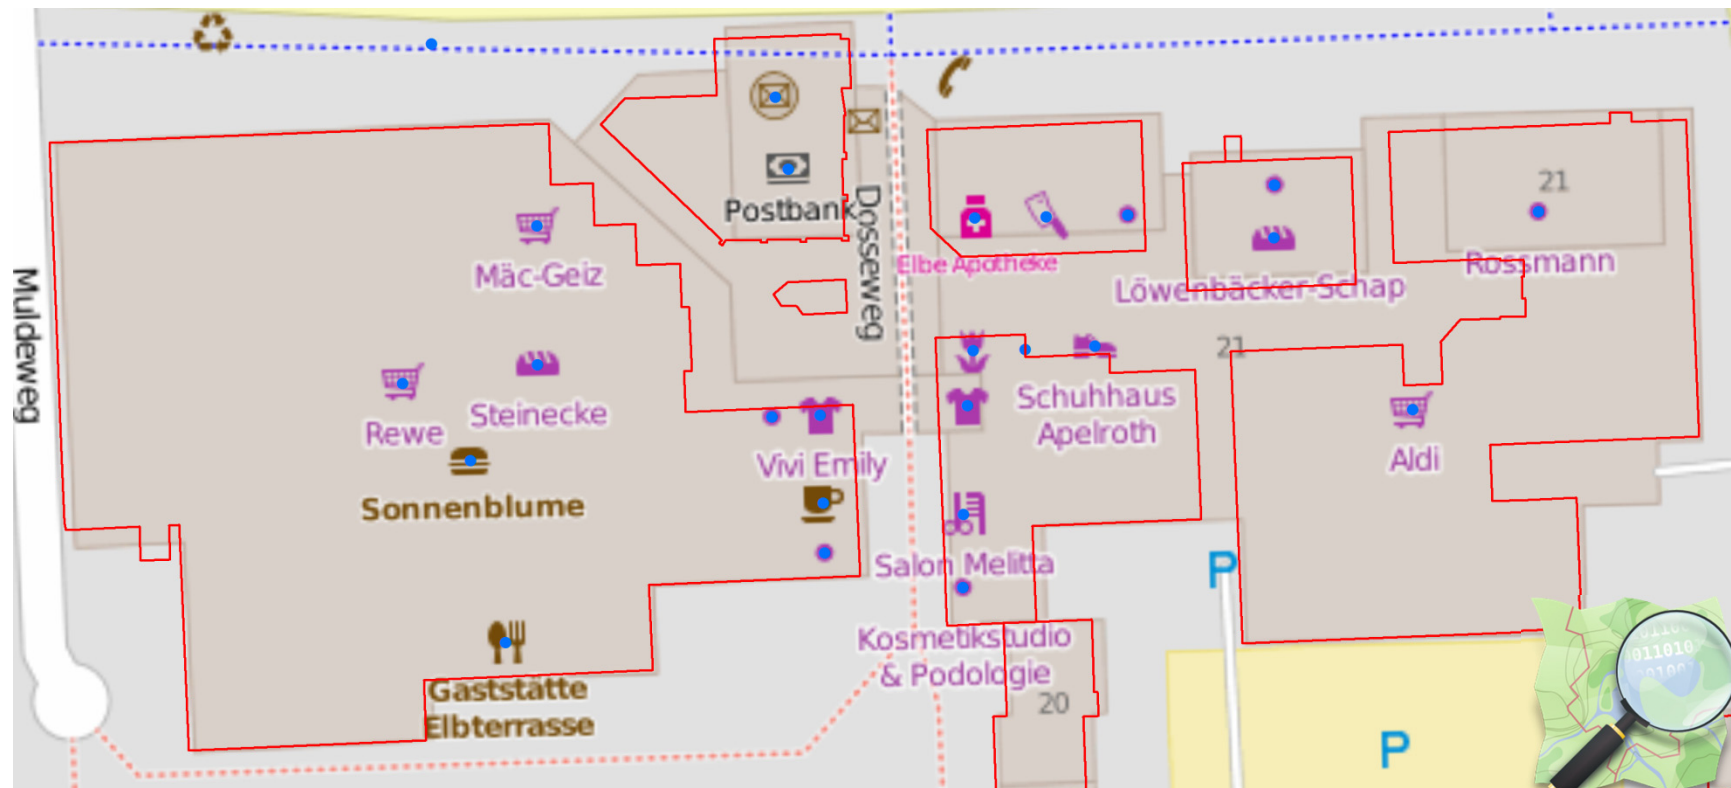 Postbank
Dosseweg
Muldeweg
Mäc-Geiz
Elbe Apotheke
Löwenbäcker-Schap
21
Rossmann
21
Rewe
Steinecke
Vivi Emily
Schuhhaus
Apelroth
Aldi
Sonnenblume
Salon Melitta
P
Kosmetikstudio
& Podologie
20
Gaststätte
Elbterrasse
P
011010